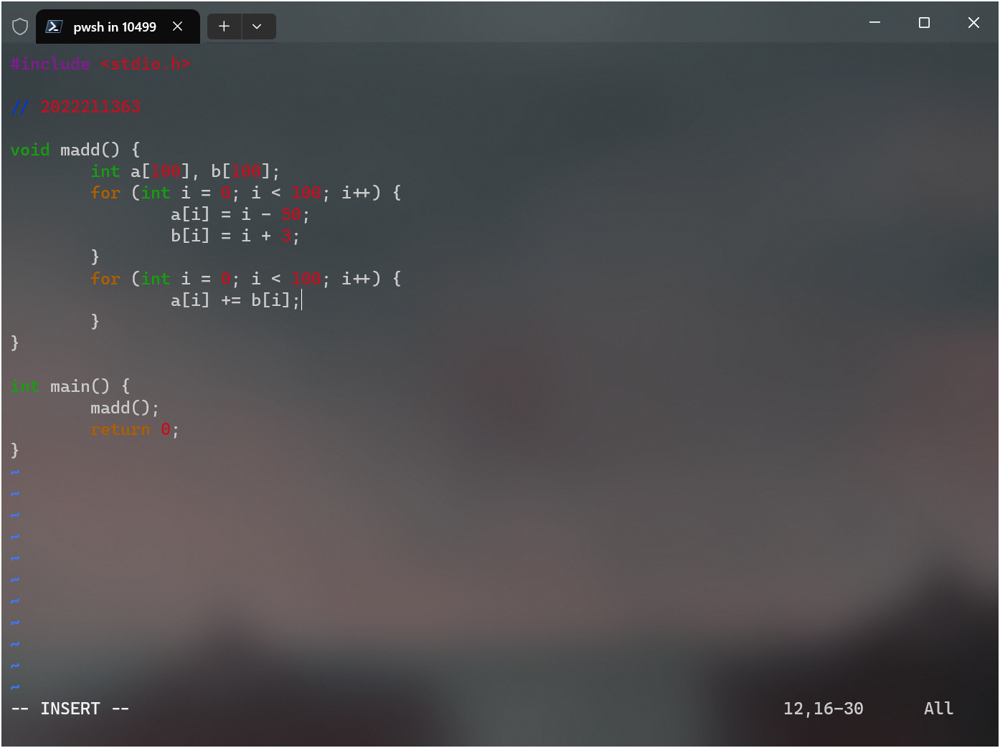 pwsh in 10499
#include <stdio.h>

// 2022211363

void madd() {
        int a[100], b[100];
        for (int i = 0; i < 100; i++) {
                a[i] = i - 50;
                b[i] = i + 3;
        }
        for (int i = 0; i < 100; i++) {
                a[i] += b[i];
        }
}

int main() {
        madd();
        return 0;
}
~
~
~
~
~
~
~
~
~
~
~
-- INSERT -- 12,16-30 All